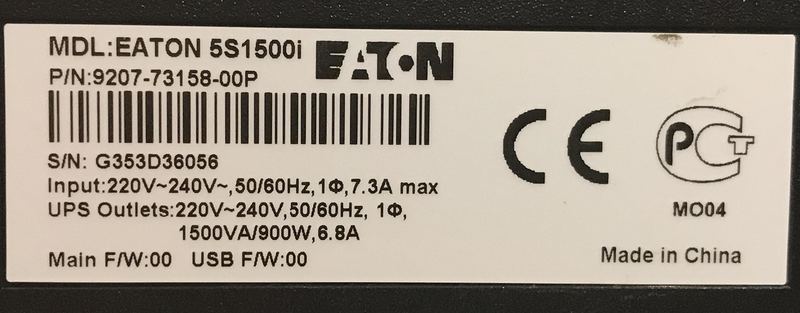 MDL:EATON 5S1500i
EATON
P/N:9207-73158-00P
S/N: G353D36056
Input:220V~240V~,50/60Hz,1Φ,7.3A max
UPS Outlets:220V~240V,50/60Hz, 1Φ,
1500VA/900W,6.8A
Main F/W:00 USB F/W:00
CE
PCT
MO04
Made in China